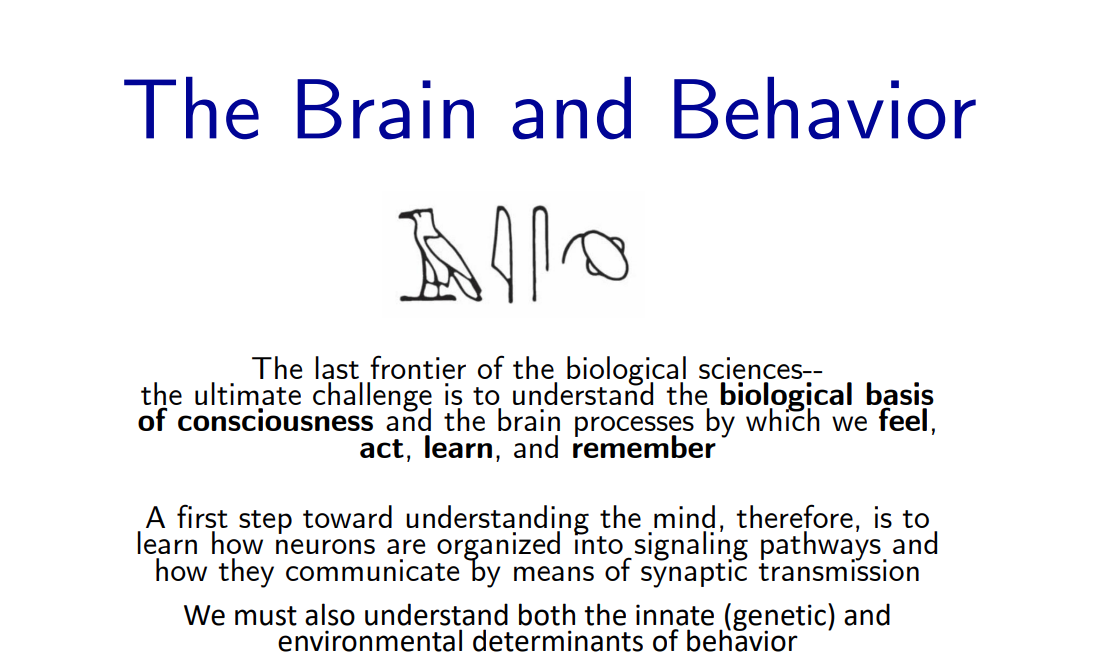 The Brain and Behavior
The last frontier of the biological sciences--
the ultimate challenge is to understand the biological basis
of consciousness and the brain processes by which we feel,
act, learn, and remember
A first step toward understanding the mind, therefore, is to
learn how neurons are organized into signaling pathways and
how they communicate by means of synaptic transmission
We must also understand both the innate (genetic) and
environmental determinants of behavior